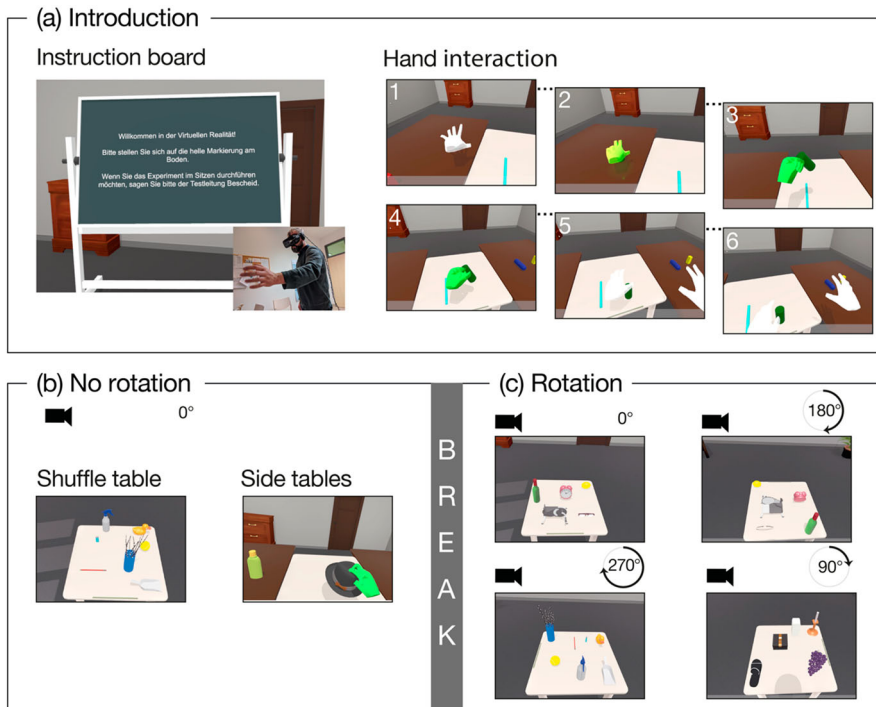 (a) Introduction
Instruction board
Willkommen in der Virtuellen Realität!
Bitte stellen Sie sich auf die helle Markierung am
Boden.
Wenn Sie das Experiment im Sitzen durchführen
möchten, sagen Sie bitte der Testleitung Bescheid.
Hand interaction
1
...
2
...
3
4
...
5
...
6
(b) No rotation
0°
Shuffle table
Side tables
BREAK
(c) Rotation
0°
180°
270°
90°